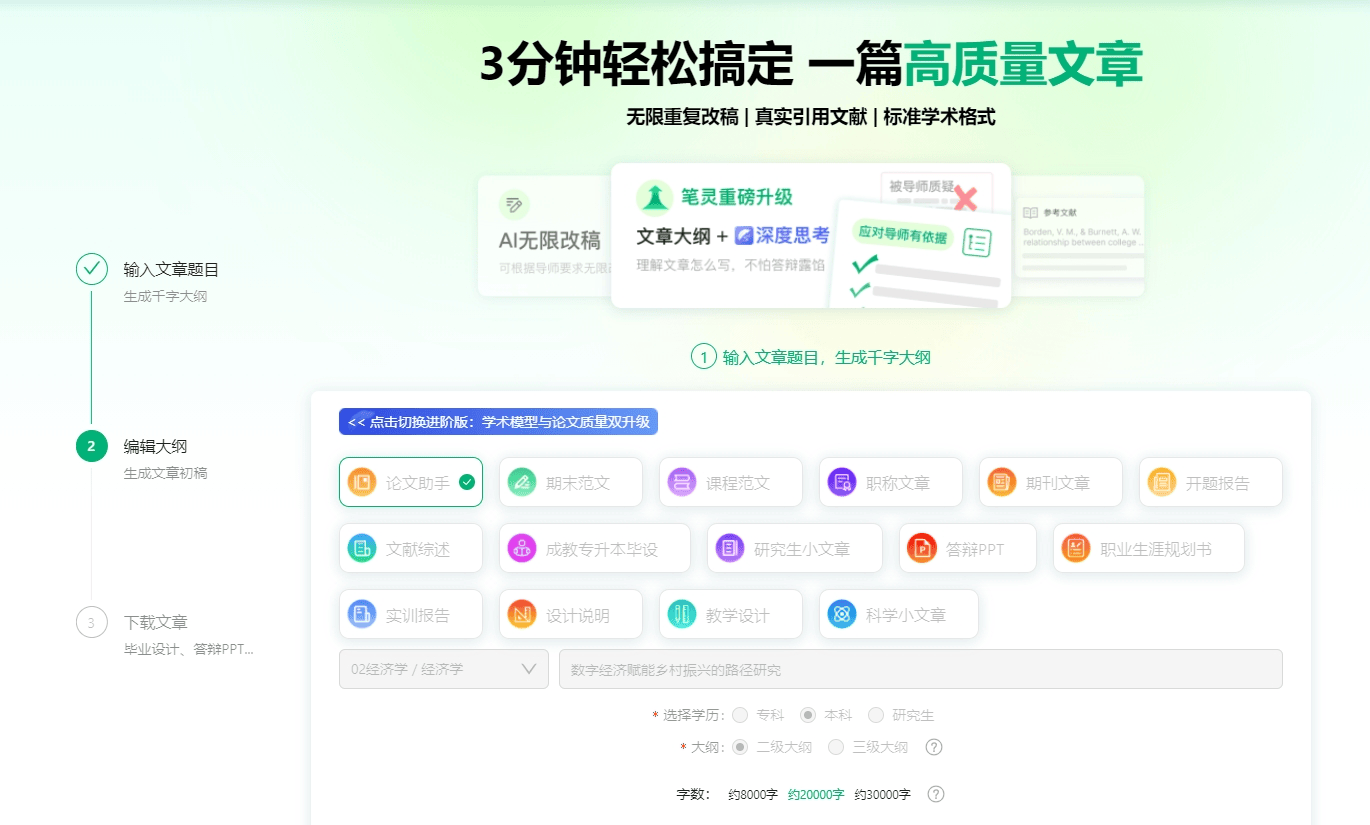 3分钟轻松搞定 一篇高质量文章
无限重复改稿 | 真实引用文献 | 标准学术格式
AI无限改稿
可根据导师要求无限
笔灵重磅升级
文章大纲 + 深度思考
理解文章怎么写，不怕答辩露馅
被导师质疑
应对导师有依据
参考文献
Borden, V. M., & Burnett, A. W.
relationship between college ...
输入文章题目
生成千字大纲
2
编辑大纲
生成文章初稿
3
下载文章
毕业设计、答辩PPT...
1 输入文章题目，生成千字大纲
<< 点击切换进阶版：学术模型与论文质量双升级
论文助手
期末范文
课程范文
职称文章
期刊文章
开题报告
文献综述
成教专升本毕设
研究生小文章
答辩PPT
职业生涯规划书
实训报告
设计说明
教学设计
科学小文章
02经济学 / 经济学
数字经济赋能乡村振兴的路径研究
* 选择学历: 专科 本科 研究生
* 大纲: 二级大纲 三级大纲 ?
字数: 约8000字 约20000字 约30000字 ?